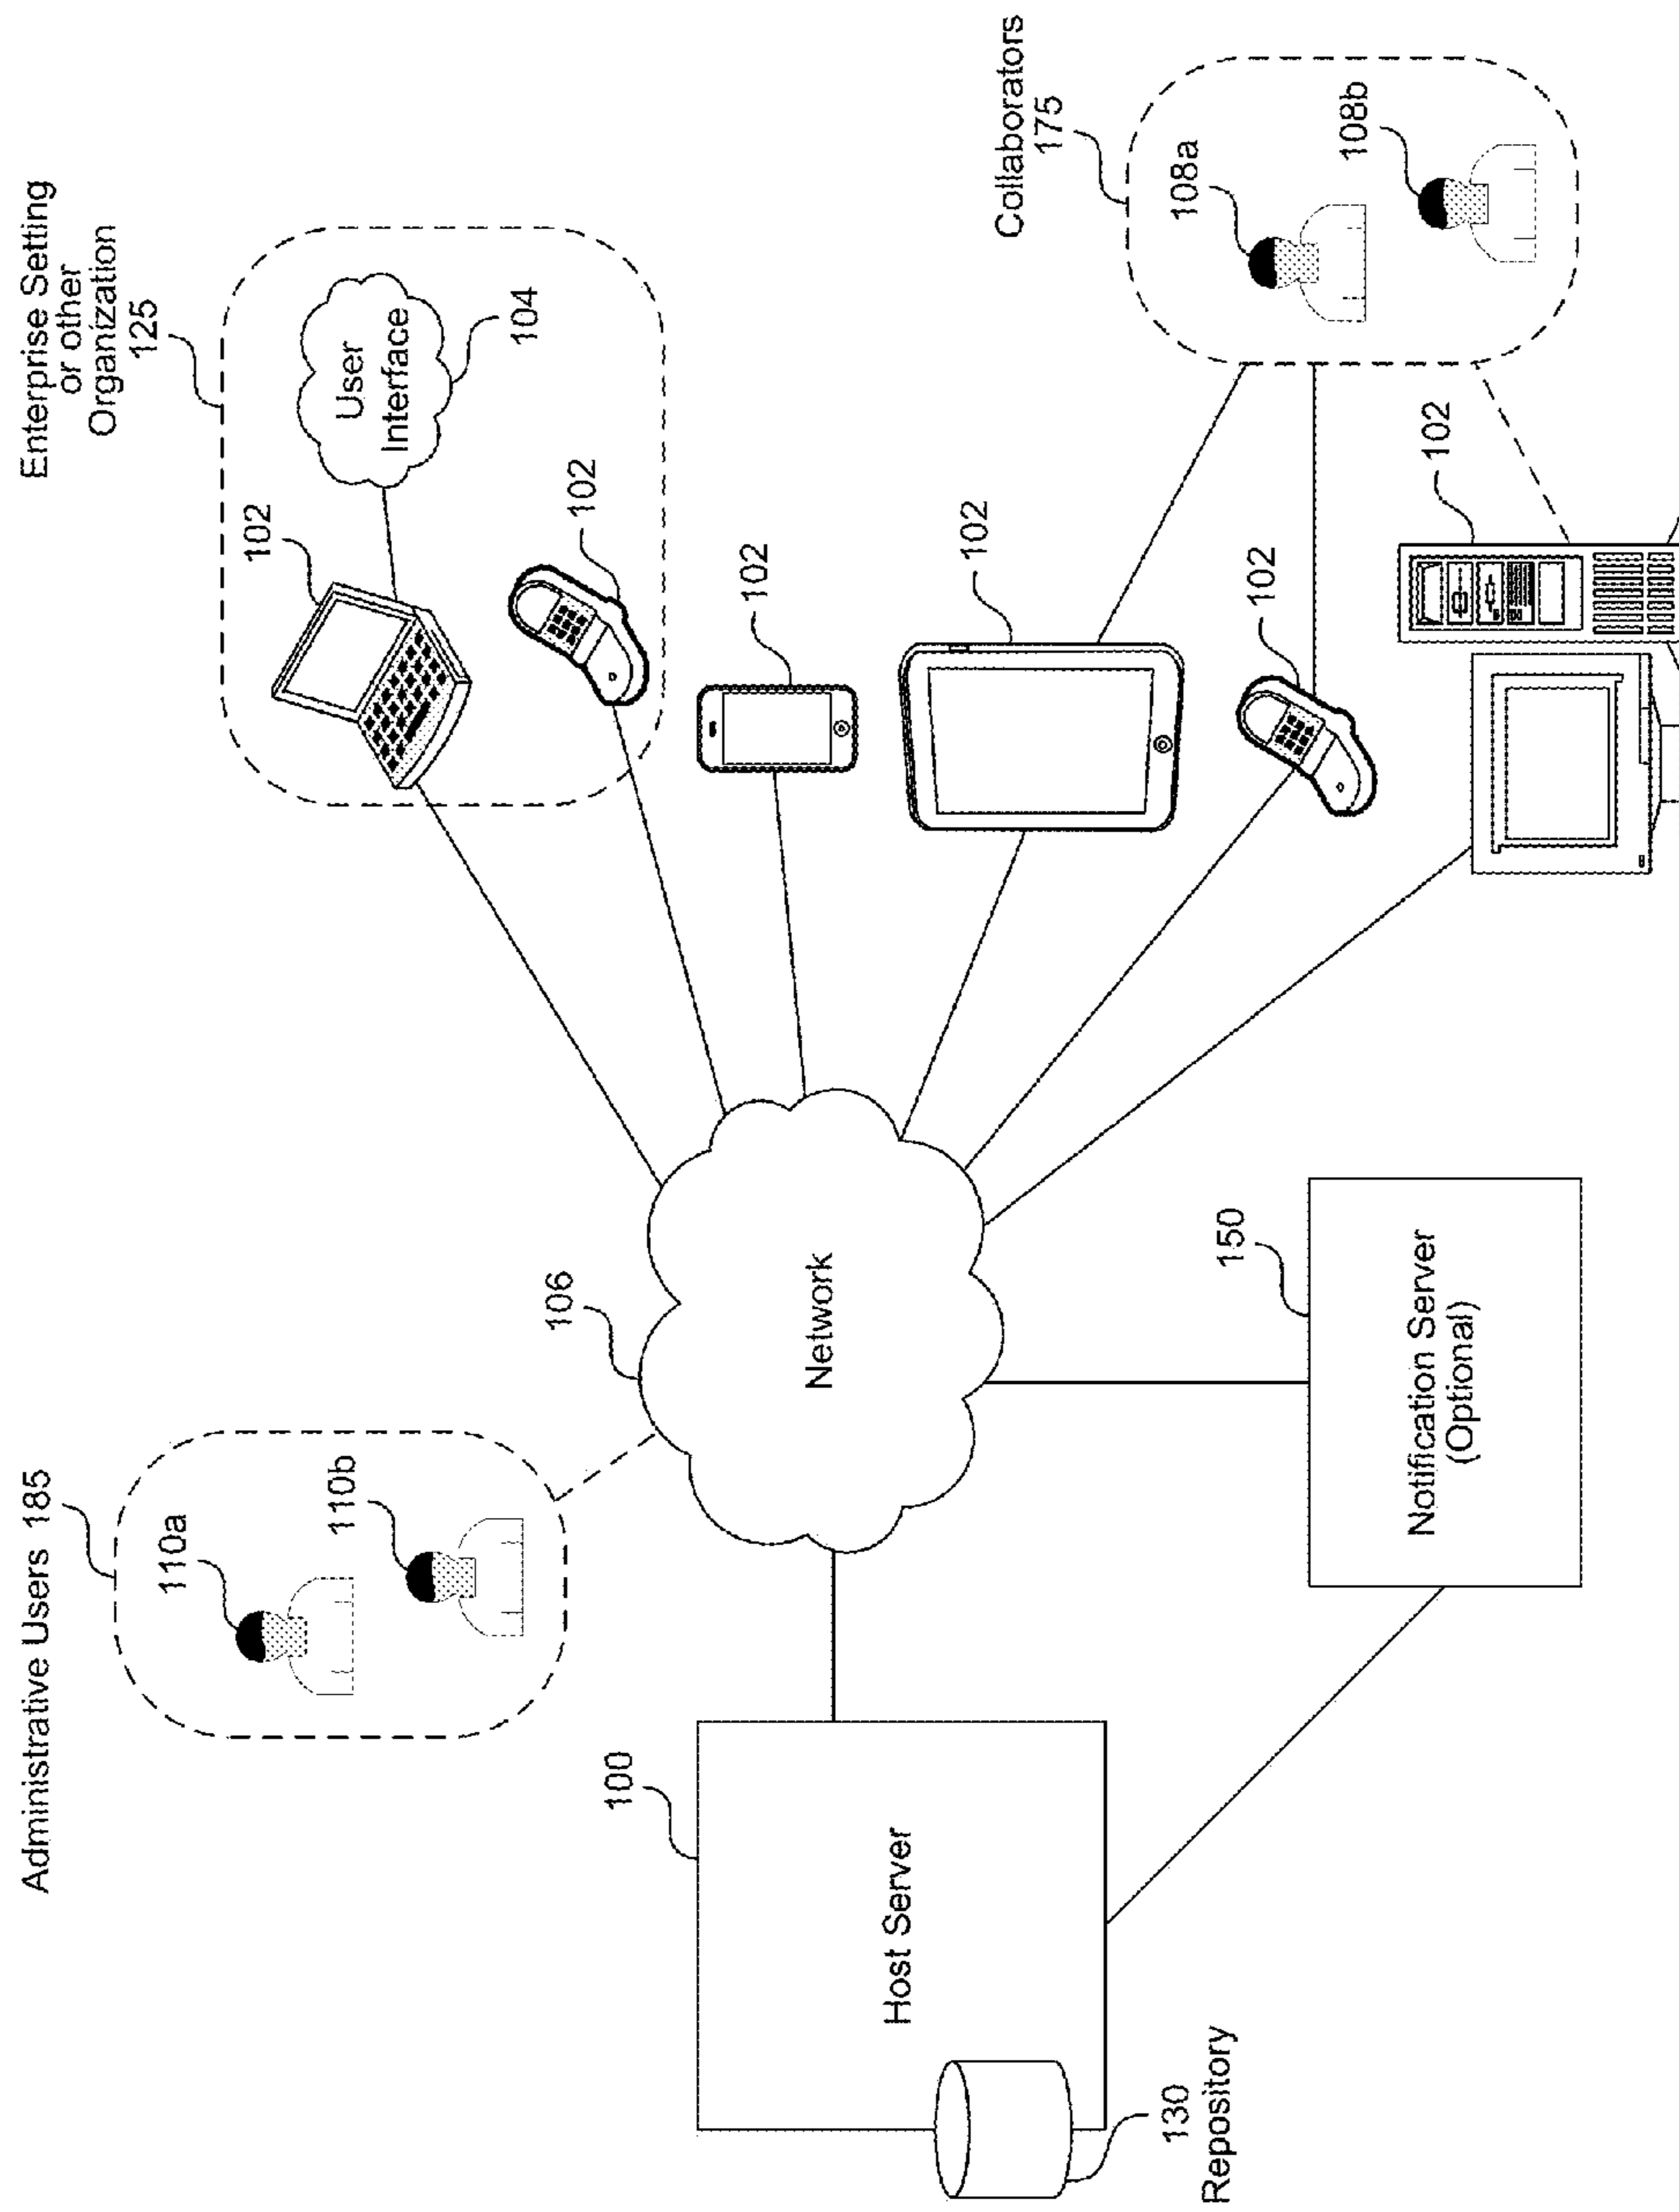 Administrative Users 185
110a
110b
Enterprise Setting
or other
Organization
125
102
User
Interface
104
102
106
Network
102
102
102
102
Collaborators
175
108a
108b
100
Host Server
130
Repository
150
Notification Server
(Optional)